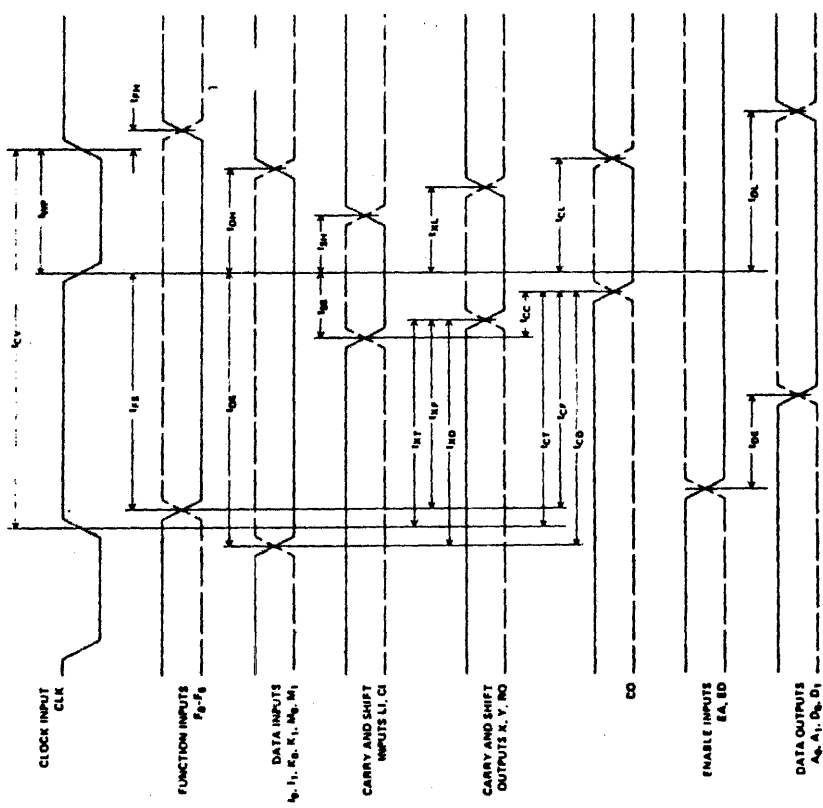 CLOCK INPUT
CLK
FUNCTION INPUTS
F₀-F₆
DATA INPUTS
I₀, I₁, K₀, K₁, M₀, M₁
CARRY AND SHIFT
INPUTS LI, CI
CARRY AND SHIFT
OUTPUTS X, Y, RO
CO
ENABLE INPUTS
EA, ED
DATA OUTPUTS
A₀, A₁, D₀, D₁
tCY
tWP
tFS
tFH
tDS
tDH
tSS
tSH
tXT
tXF
tXD
tXL
tCC
tCT
tCF
tCD
tCL
tDE
tDL